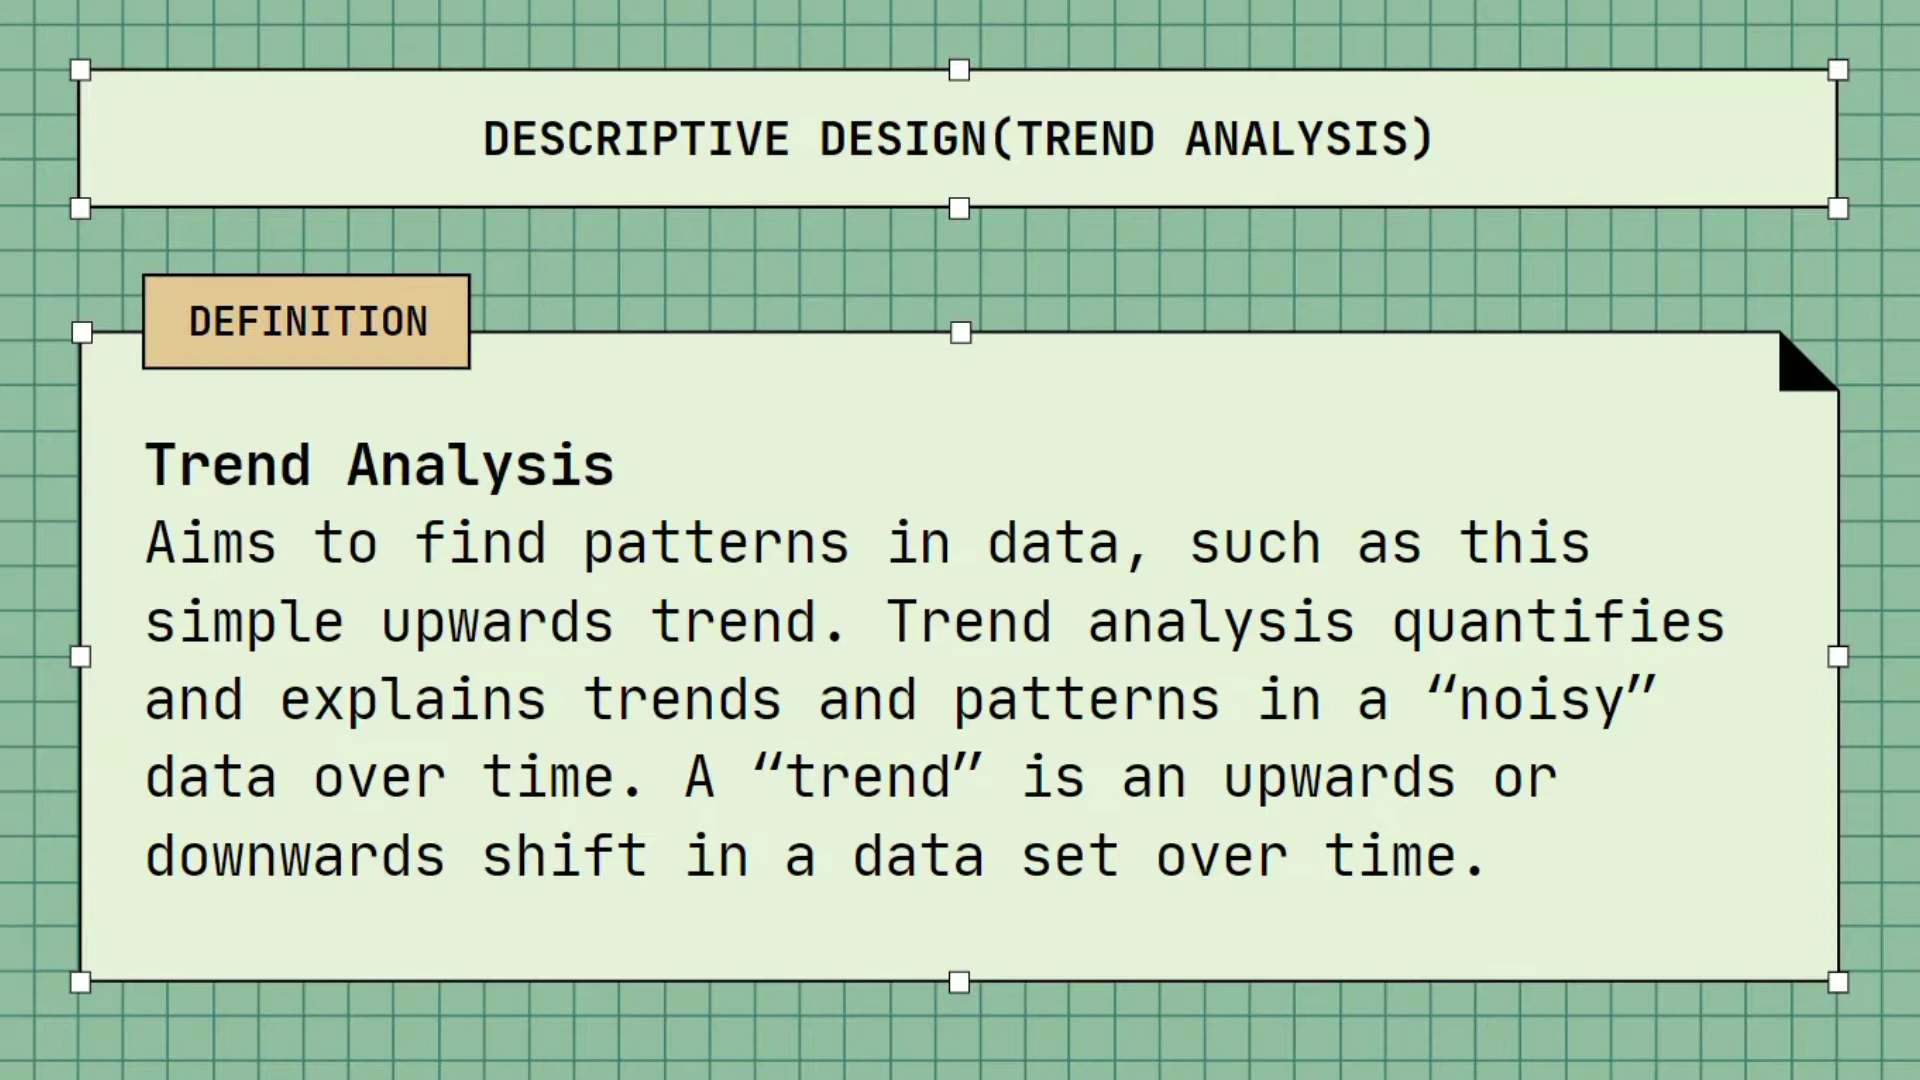 DESCRIPTIVE DESIGN(TREND ANALYSIS)
DEFINITION
Trend Analysis
Aims to find patterns in data, such as this
simple upwards trend. Trend analysis quantifies
and explains trends and patterns in a “noisy”
data over time. A “trend” is an upwards or
downwards shift in a data set over time.